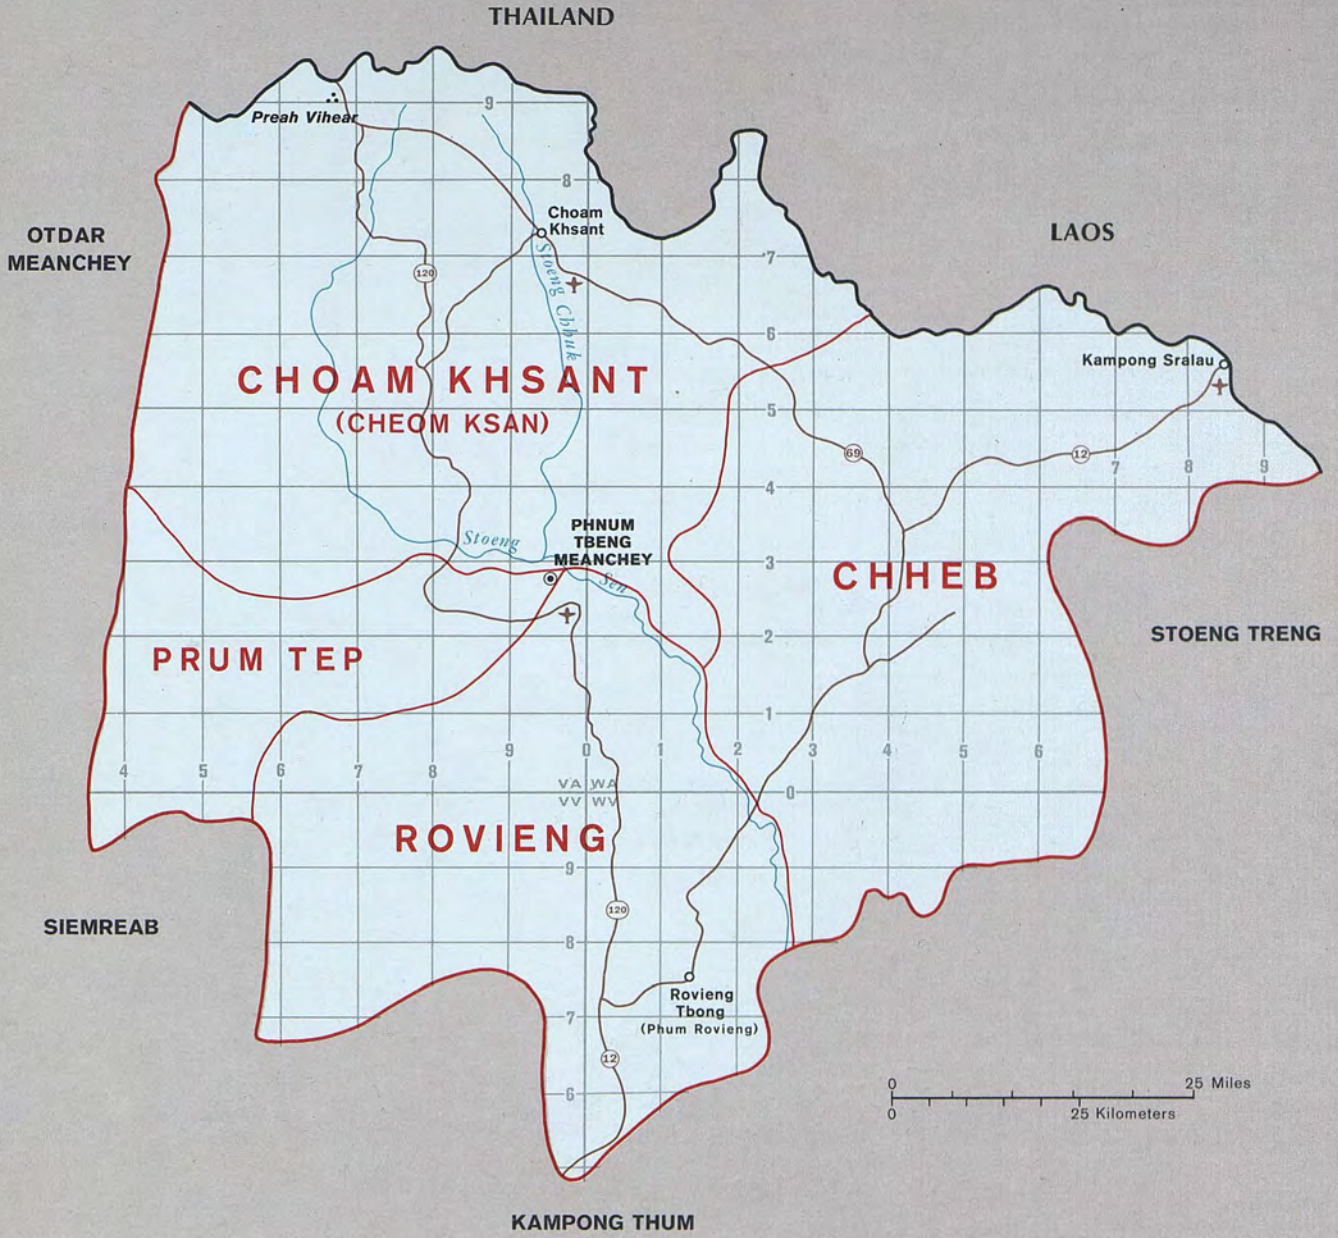 THAILAND
9
Preah Vihear
8
Choam
Khsant
OTDAR
MEANCHEY
LAOS
7
120
Stoeng Chhuk
6
Kampong Sralau
CHOAM KHSANT
(CHEOM KSAN)
5
69
12
7 8 9
4
PHNUM
TBENG
MEANCHEY
Stoeng
Sen
3
CHHEB
2
STOENG TRENG
PRUM TEP
1
4 5 6 7 8 9 0 1 2 3 4 5 6
VA WA
VV WV
0
ROVIENG
9
120
SIEMREAB
8
Rovieng
Tbong
(Phum Rovieng)
7
12
6
0 25 Miles
0 25 Kilometers
KAMPONG THUM